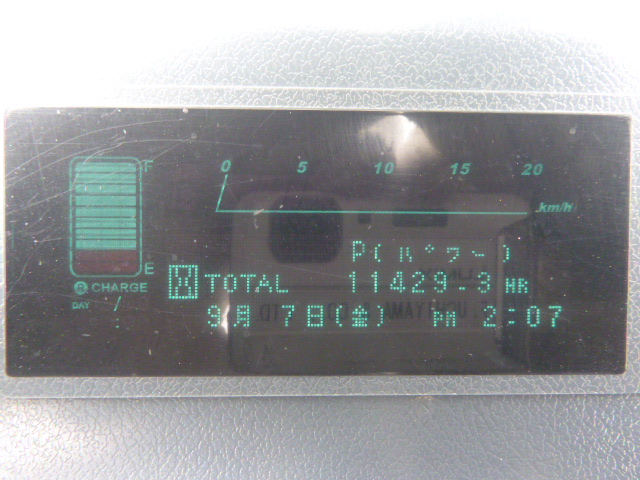 F
0 5 10 15 20
km/h
E
CHARGE
DAY
P(ﾊﾟﾜｰ)
TOTAL 11429.3 HR
9月 7日(金) PM 2:07